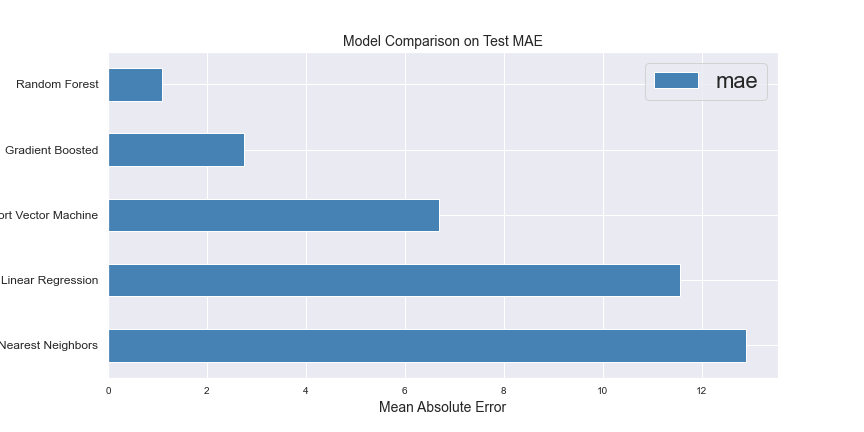 Model Comparison on Test MAE
mae
Random Forest
Gradient Boosted
ort Vector Machine
Linear Regression
Nearest Neighbors
0 2 4 6 8 10 12
Mean Absolute Error